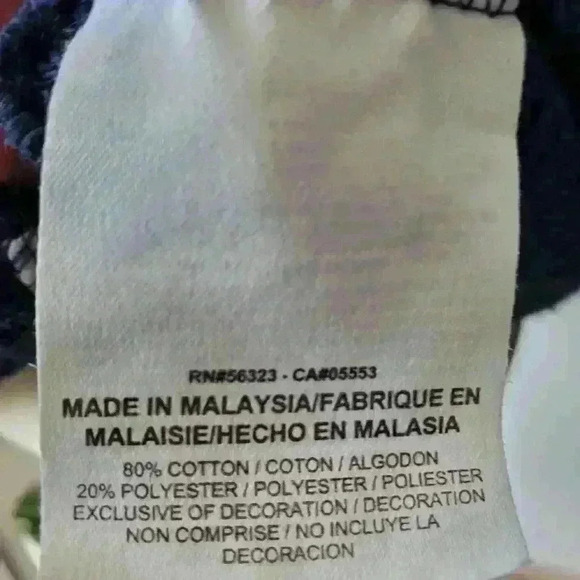 RN#56323 - CA#05553
MADE IN MALAYSIA/FABRIQUE EN
MALAISIE/HECHO EN MALASIA
80% COTTON / COTON / ALGODON
20% POLYESTER / POLYESTER / POLIESTER
EXCLUSIVE OF DECORATION / DECORATION
NON COMPRISE / NO INCLUYE LA
DECORACION